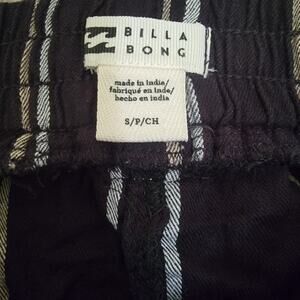 BILLA
BONG
made in india/
fabriqué en inde/
hecho en india
S/P/CH